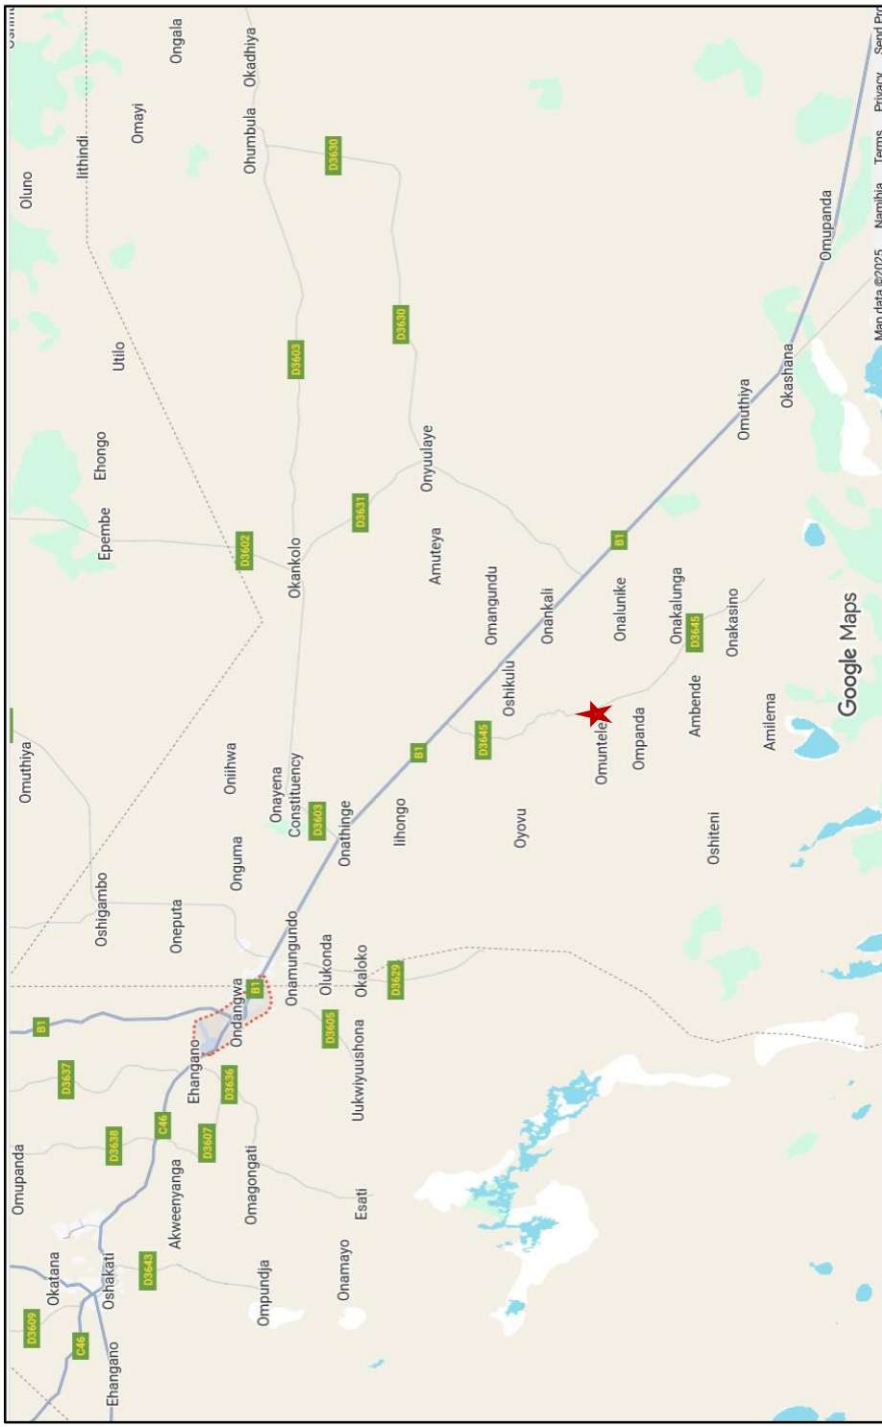 Omupanda
Omuthiya
Oluno
D3609
B1
Okatana
D3637
C46
Iithindi
Oshigambo
Ehongo
Epembe
Oshakati
Ehangano
D3638
Utilo
Omayi
D3643
C46
Akweenyanga
Oneputa
Ongala
Ehangano
D3607
D3636
Oniihwa
Ondangwa
Onguma
D3602
Omagongati
Ohumbula
Okadhiya
B1
Ompundja
Onayena
Constituency
Onamungundo
Okankolo
D3603
D3603
Olukonda
D3605
D3630
Onamayo
Onathinge
Esati
Uukwiyuushona
Okaloko
D3631
D3629
Iihongo
D3630
B1
Onyuulaye
Amuteya
D3645
Omangundu
Oshikulu
Oyovu
Onankali
Omuntele
Onalunike
B1
Ompanda
Onakalunga
Ambende
D3645
Oshiteni
Onakasino
Omuthiya
Amilema
Okashana
Omupanda
Google Maps
Map data ©2025 Namibia Terms Privacy Send